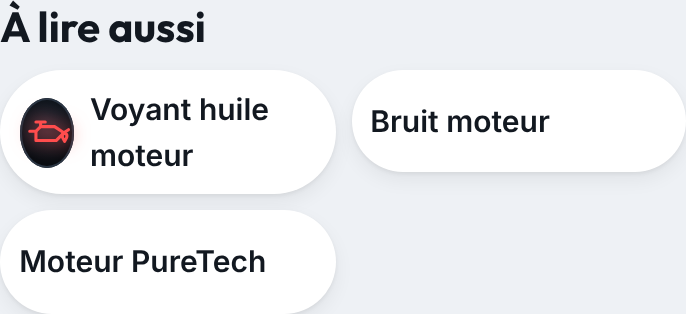 À lire aussi
Voyant huile
moteur
Bruit moteur
Moteur PureTech